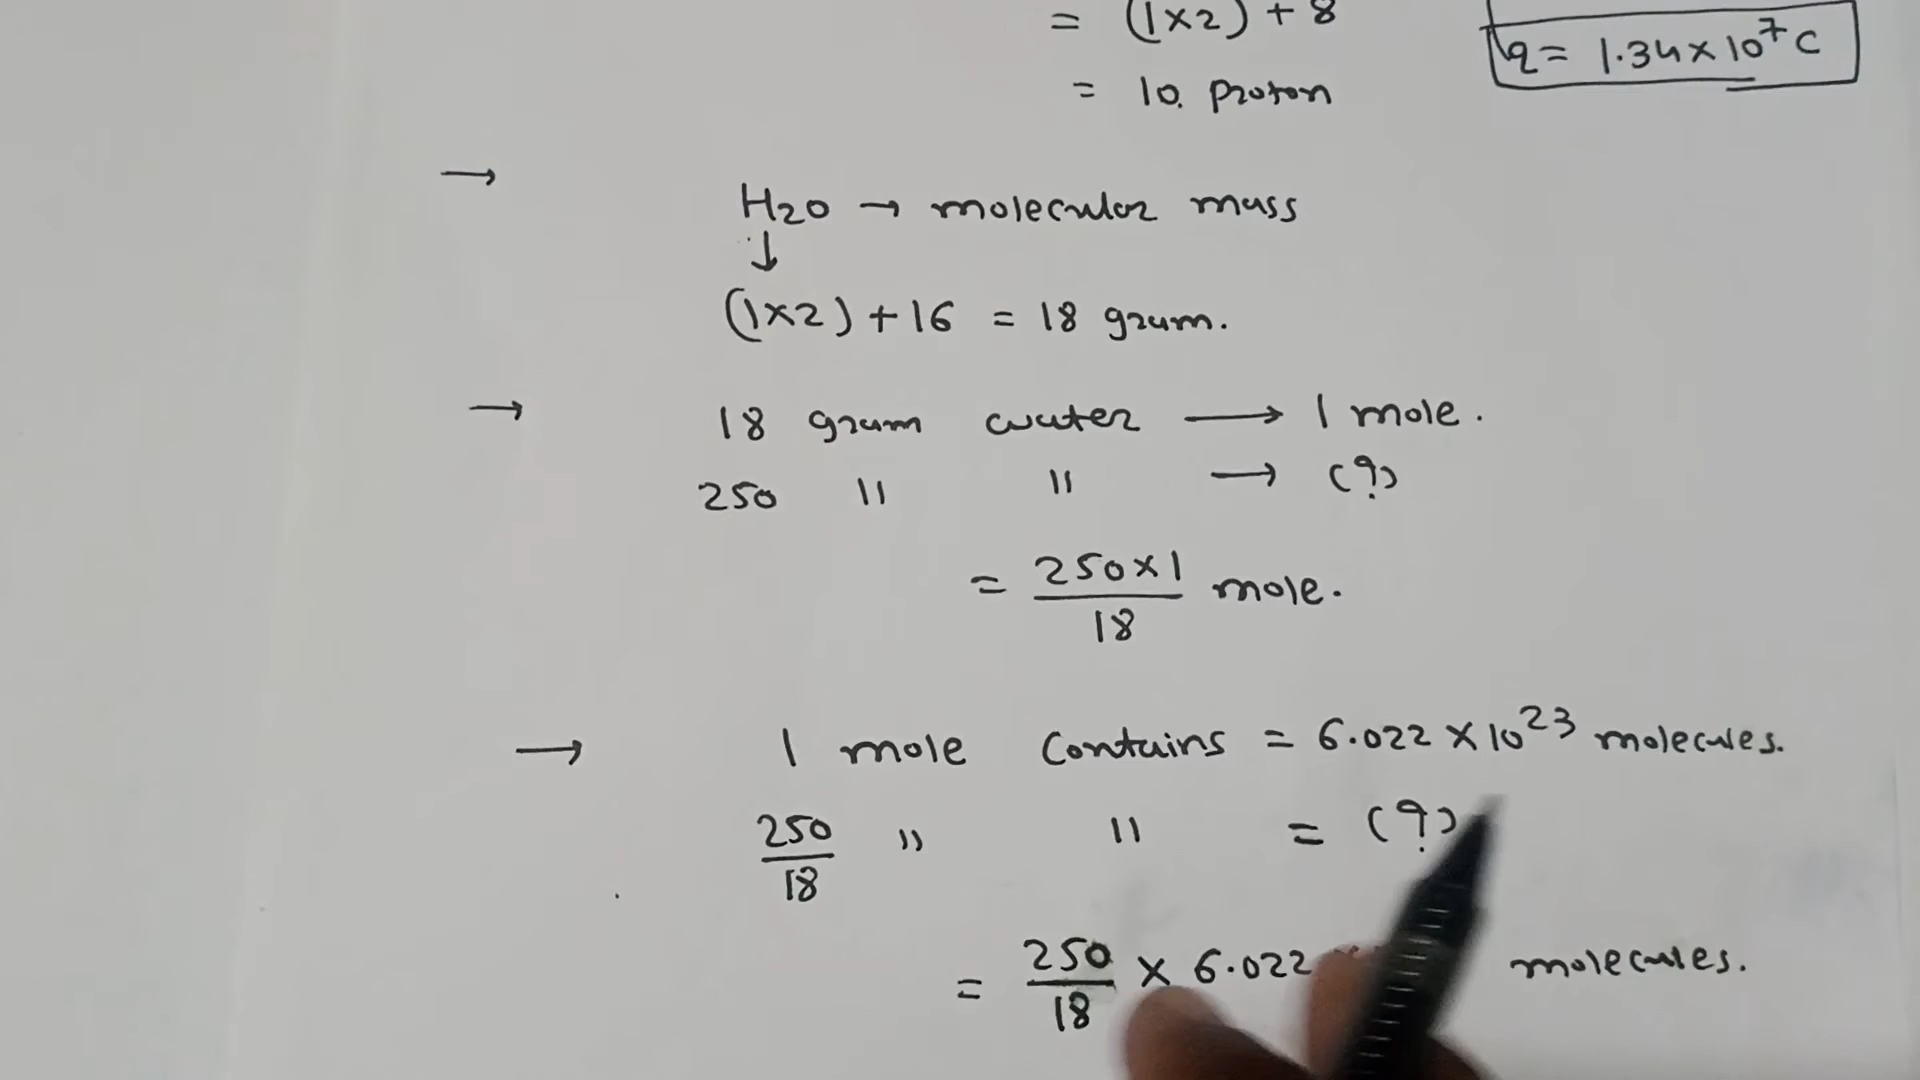 = (1×2) + 8
= 10. proton
q = 1.34×10⁷ C
→ H2O → molecular mass
↓
(1×2) + 16 = 18 gram.
→ 18 gram water → 1 mole.
250 " " → (?)
= 250×1/18 mole.
→ 1 mole contains = 6.022 × 10²³ molecules.
250/18 " " = (?)
= 250/18 × 6.022 molecules.